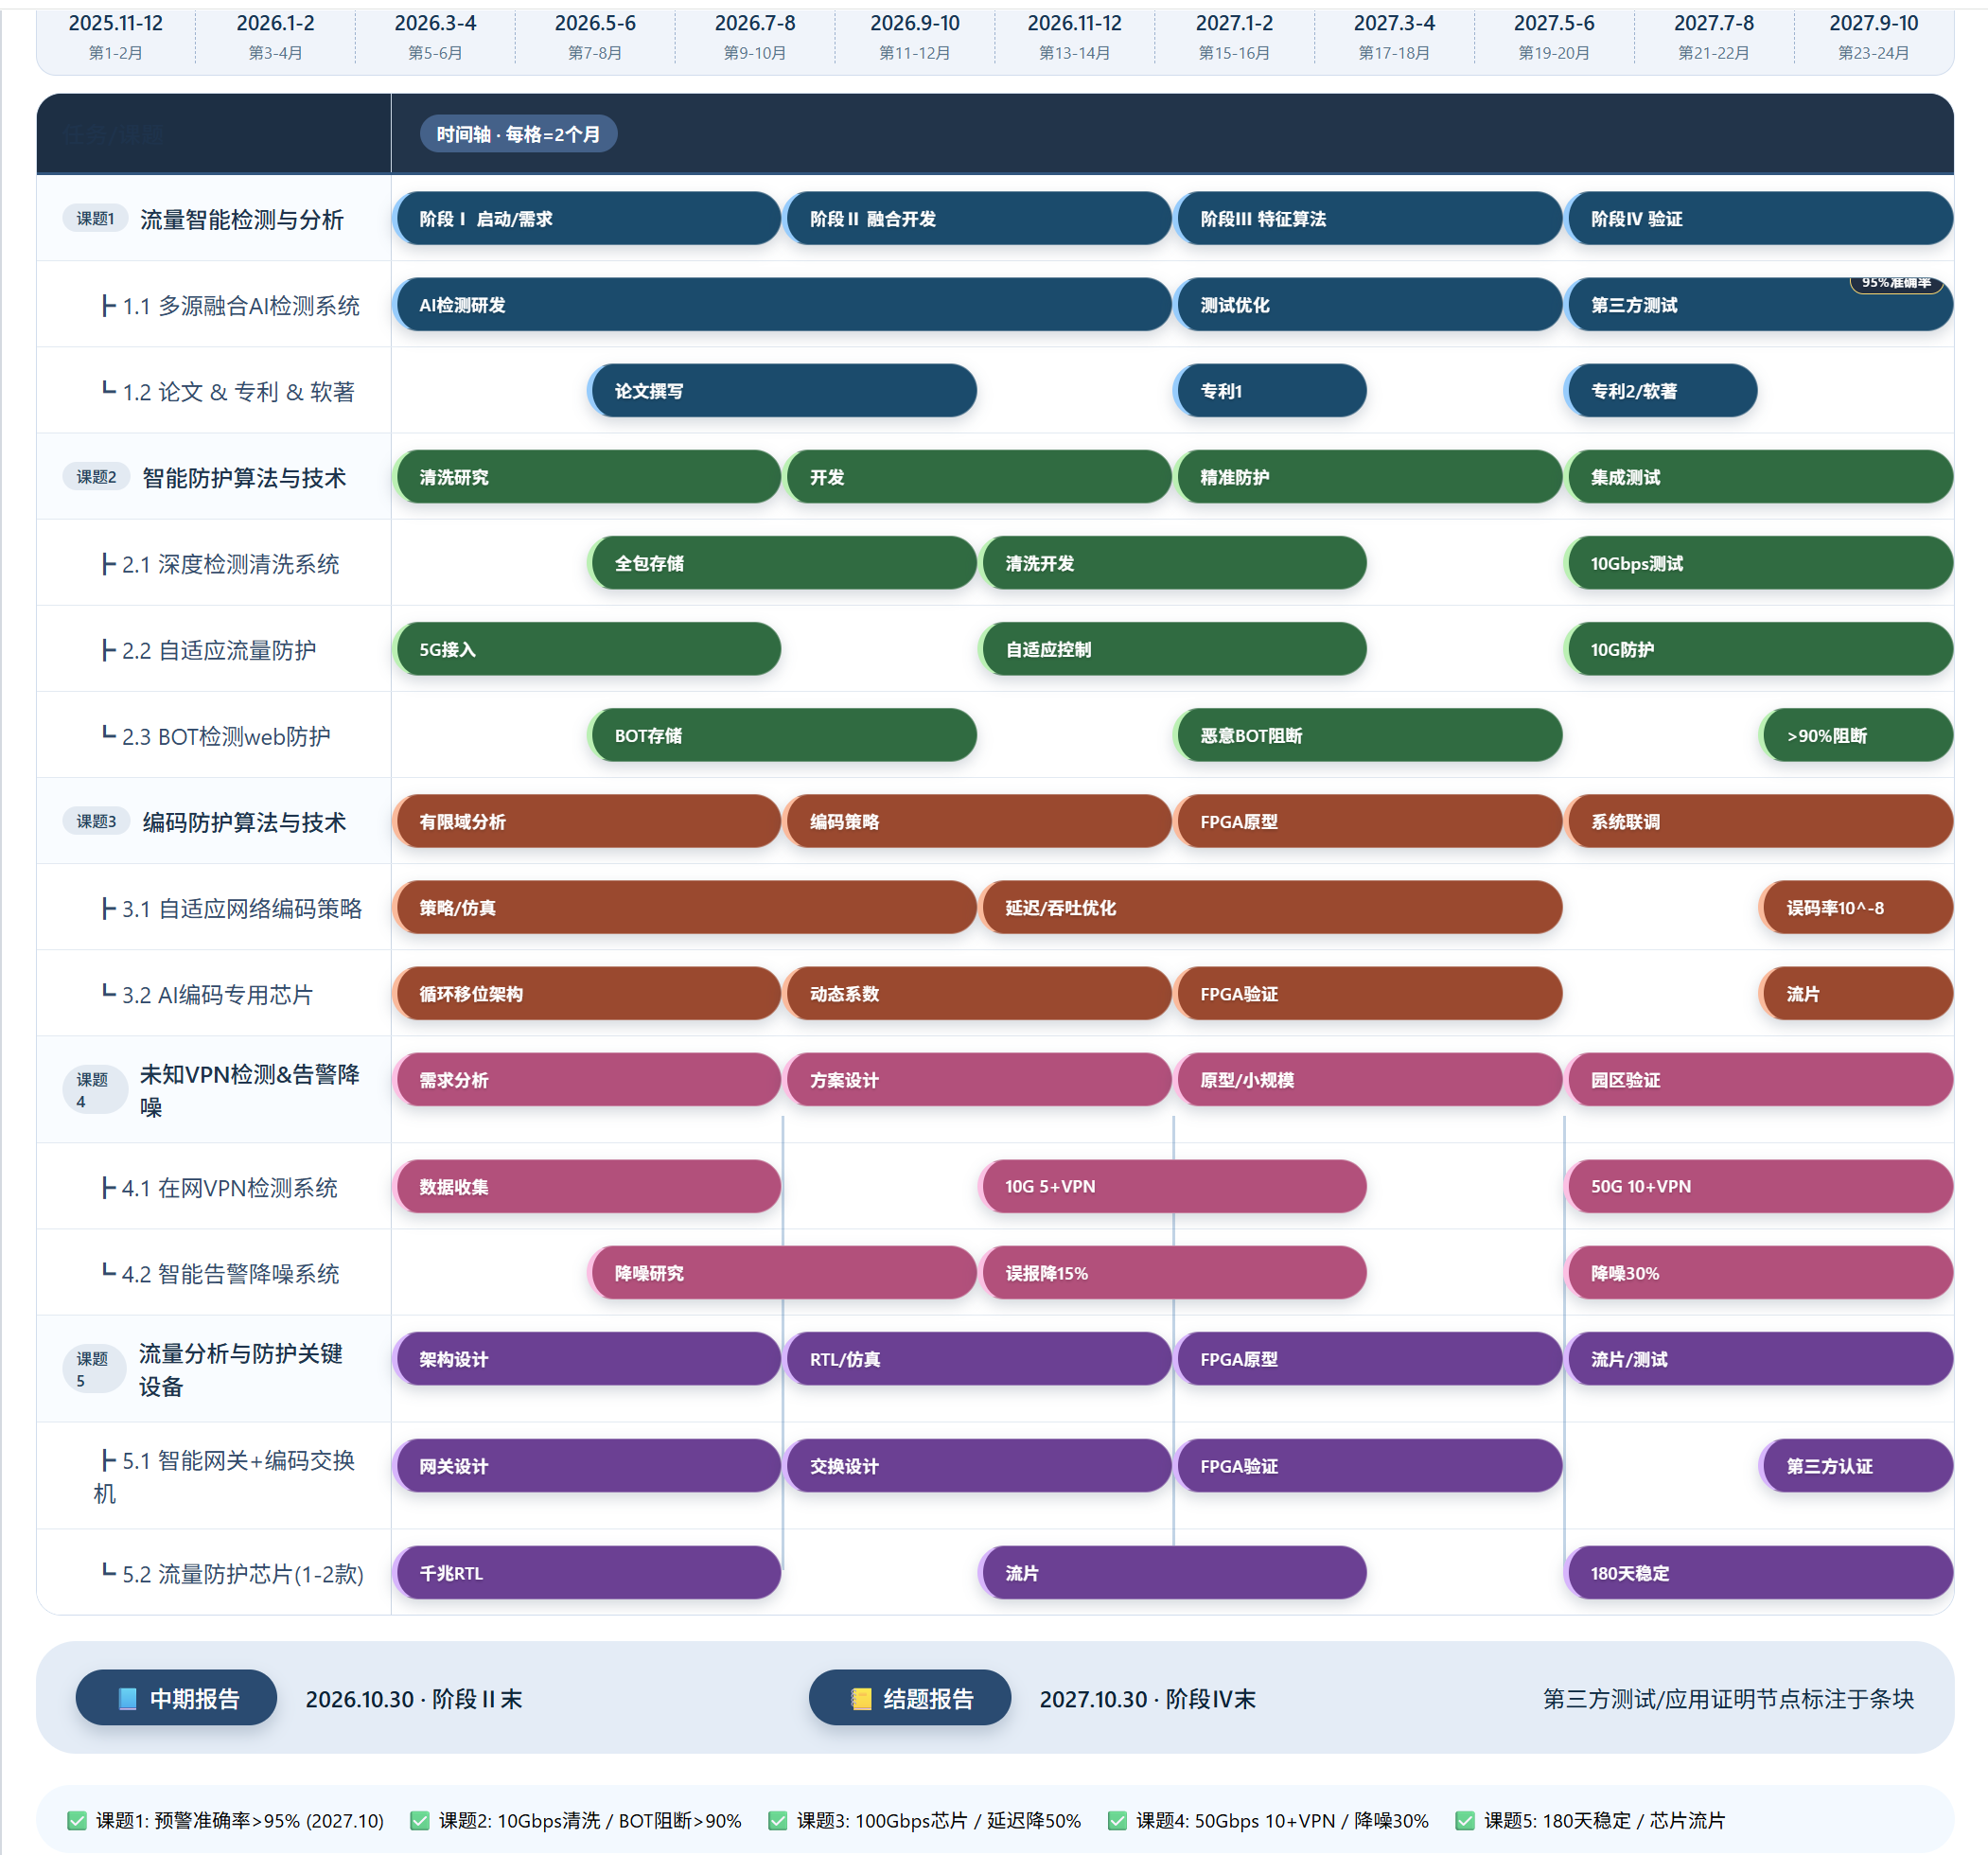 2025.11-12 2026.1-2 2026.3-4 2026.5-6 2026.7-8 2026.9-10 2026.11-12 2027.1-2 2027.3-4 2027.5-6 2027.7-8 2027.9-10
第1-2月 第3-4月 第5-6月 第7-8月 第9-10月 第11-12月 第13-14月 第15-16月 第17-18月 第19-20月 第21-22月 第23-24月
任务/课题 时间轴 · 每格=2个月
课题1 流量智能检测与分析 阶段Ⅰ 启动/需求 阶段Ⅱ 融合开发 阶段Ⅲ 特征算法 阶段Ⅳ 验证
┣ 1.1 多源融合AI检测系统 AI检测研发 测试优化 第三方测试 95%准确率
┗ 1.2 论文 & 专利 & 软著 论文撰写 专利1 专利2/软著
课题2 智能防护算法与技术 清洗研究 开发 精准防护 集成测试
┣ 2.1 深度检测清洗系统 全包存储 清洗开发 10Gbps测试
┣ 2.2 自适应流量防护 5G接入 自适应控制 10G防护
┗ 2.3 BOT检测web防护 BOT存储 恶意BOT阻断 >90%阻断
课题3 编码防护算法与技术 有限域分析 编码策略 FPGA原型 系统联调
┣ 3.1 自适应网络编码策略 策略/仿真 延迟/吞吐优化 误码率10^-8
┗ 3.2 AI编码专用芯片 循环移位架构 动态系数 FPGA验证 流片
课题4 未知VPN检测&告警降噪 需求分析 方案设计 原型/小规模 园区验证
┣ 4.1 在网VPN检测系统 数据收集 10G 5+VPN 50G 10+VPN
┗ 4.2 智能告警降噪系统 降噪研究 误报降15% 降噪30%
课题5 流量分析与防护关键设备 架构设计 RTL/仿真 FPGA原型 流片/测试
┣ 5.1 智能网关+编码交换机 网关设计 交换设计 FPGA验证 第三方认证
┗ 5.2 流量防护芯片(1-2款) 千兆RTL 流片 180天稳定
📘 中期报告 2026.10.30 · 阶段Ⅱ末 📒 结题报告 2027.10.30 · 阶段Ⅳ末 第三方测试/应用证明节点标注于条块
✅ 课题1: 预警准确率>95% (2027.10) ✅ 课题2: 10Gbps清洗 / BOT阻断>90% ✅ 课题3: 100Gbps芯片 / 延迟降50% ✅ 课题4: 50Gbps 10+VPN / 降噪30% ✅ 课题5: 180天稳定 / 芯片流片